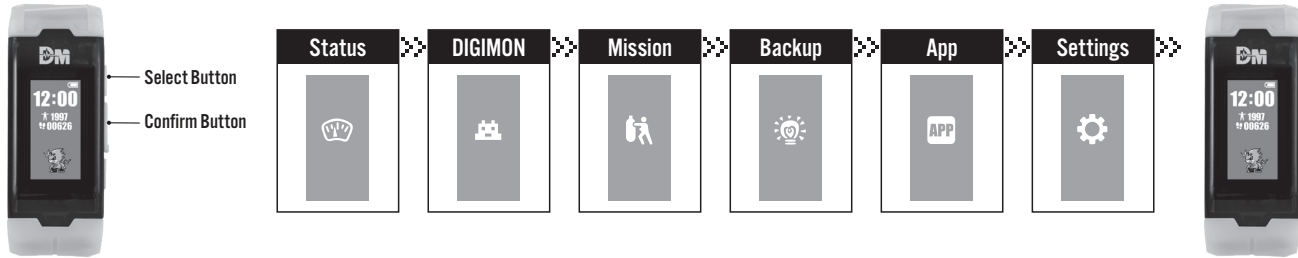 DM
12:00
1997
00626
Select Button
Confirm Button
Status
DIGIMON
Mission
Backup
App
Settings
APP
DM
12:00
1997
00626